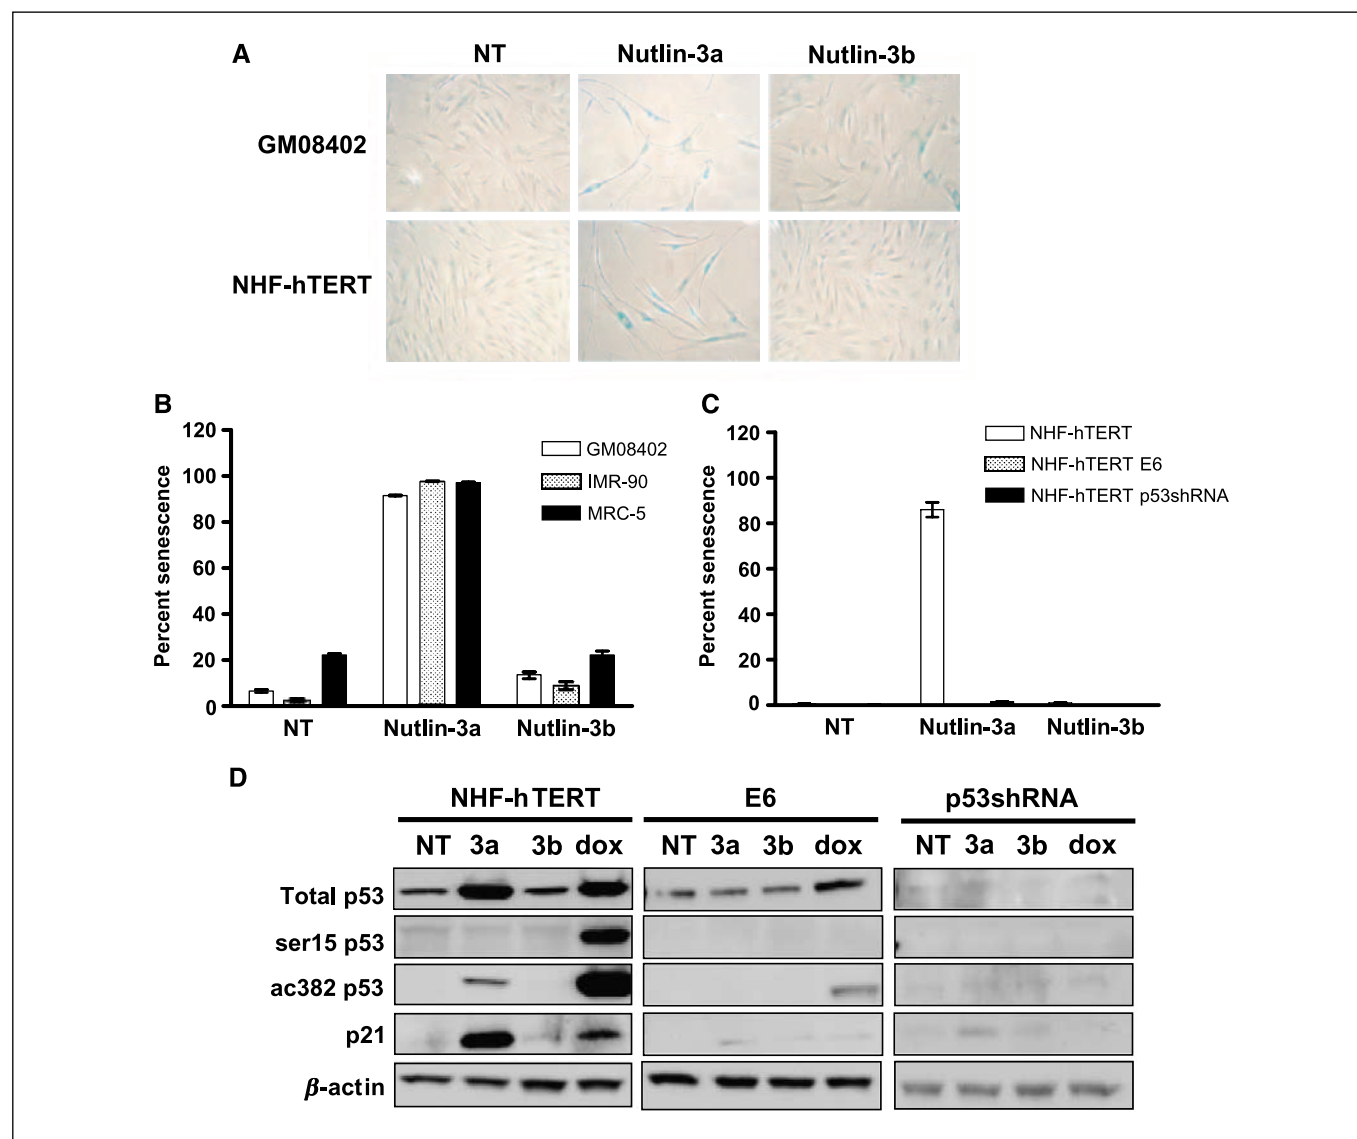 A
NT Nutlin-3a Nutlin-3b
GM08402
NHF-hTERT
B
Percent senescence
120
100
80
60
40
20
0
NT Nutlin-3a Nutlin-3b
GM08402
IMR-90
MRC-5
C
Percent senescence
120
100
80
60
40
20
0
NT Nutlin-3a Nutlin-3b
NHF-hTERT
NHF-hTERT E6
NHF-hTERT p53shRNA
D
NHF-hTERT E6 p53shRNA
NT 3a 3b dox NT 3a 3b dox NT 3a 3b dox
Total p53
ser15 p53
ac382 p53
p21
β-actin